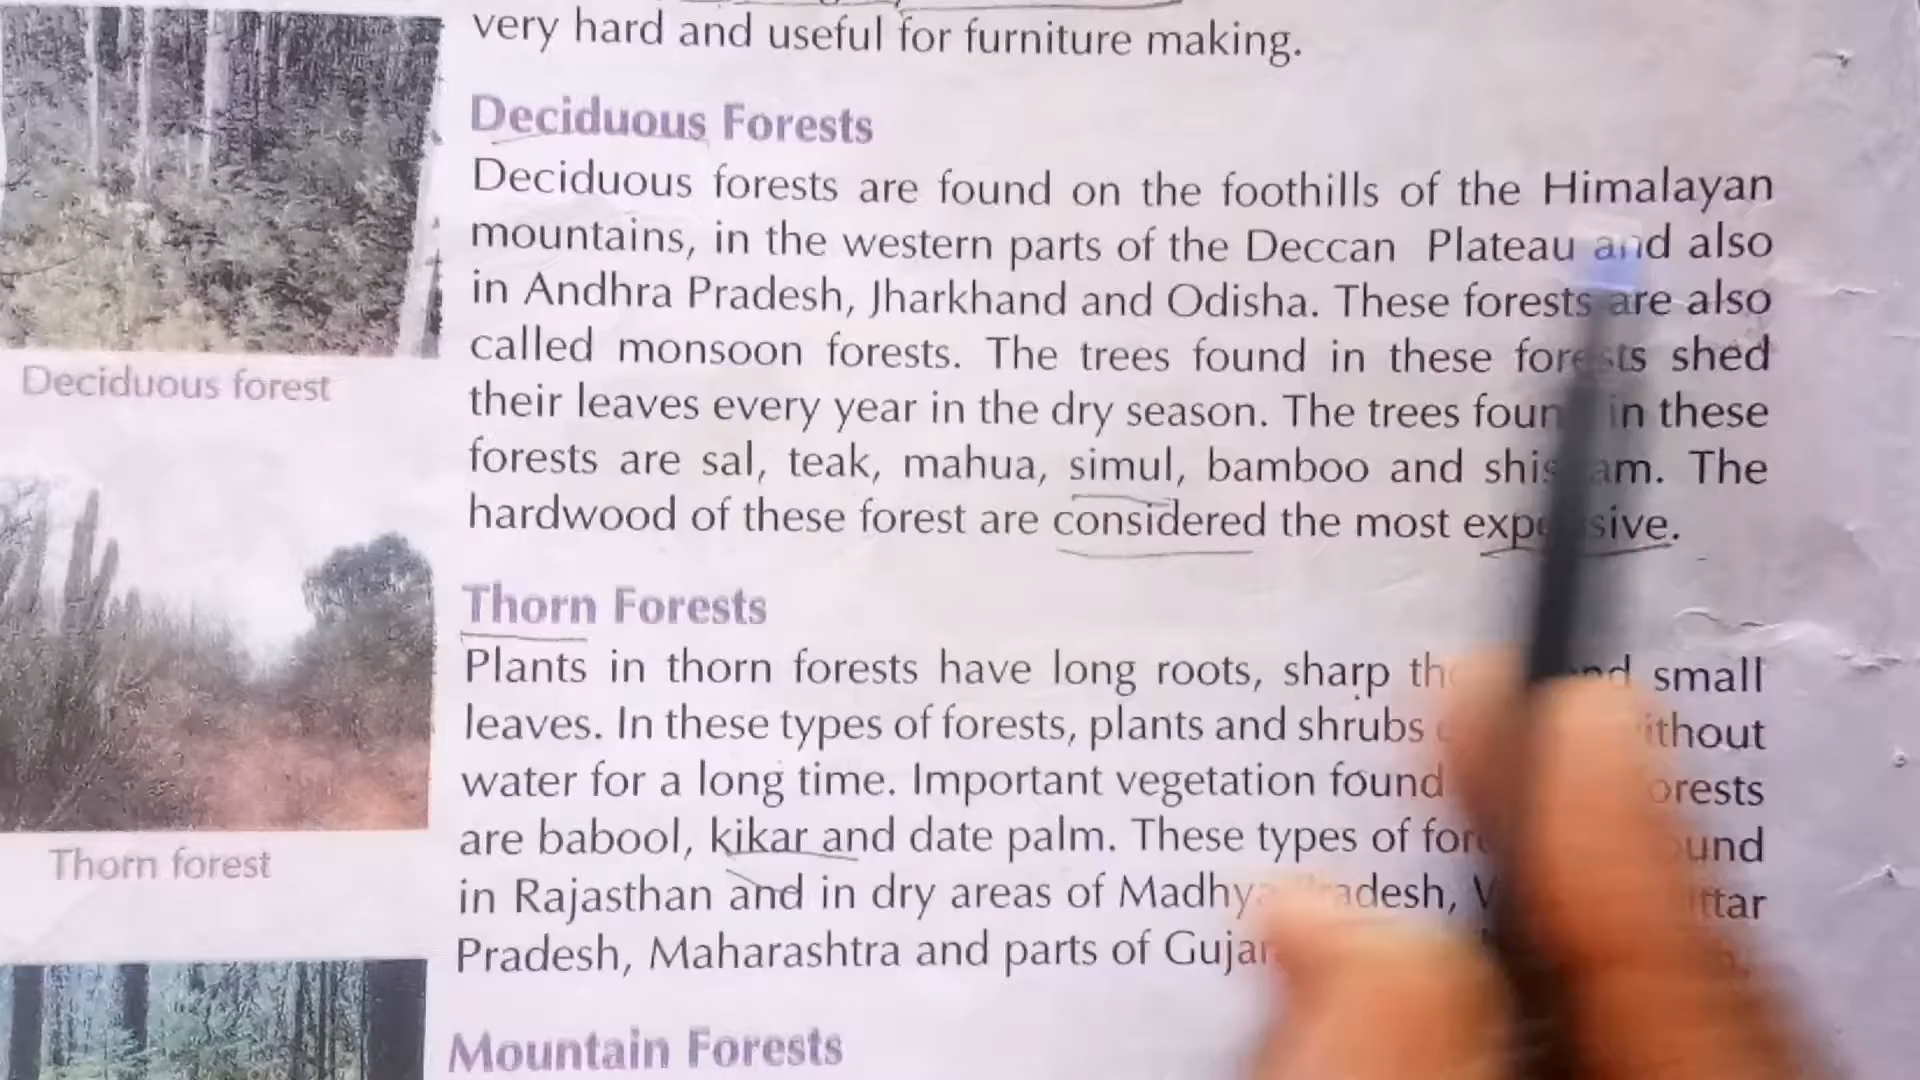 very hard and useful for furniture making.
Deciduous Forests
Deciduous forests are found on the foothills of the Himalayan
mountains, in the western parts of the Deccan Plateau and also
in Andhra Pradesh, Jharkhand and Odisha. These forests are also
called monsoon forests. The trees found in these forests shed
their leaves every year in the dry season. The trees in these
forests are sal, teak, mahua, simul, bamboo and The
hardwood of these forest are considered the most
Thorn Forests
Plants in thorn forests have long roots, sharp small
leaves. In these types of forests, plants and shrubs
water for a long time. Important vegetation found
are babool, kikar and date palm. These types of
in Rajasthan and in dry areas of Madhya Pradesh,
Pradesh, Maharashtra and parts of
Mountain Forests
Deciduous forest
Thorn forest